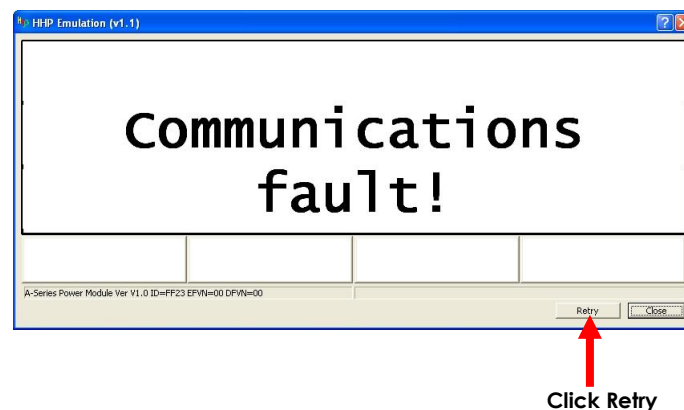 HHP Emulation (v1.1)
Communications
fault!
A-Series Power Module Ver V1.0 ID=FF23 EFVN=00 DFVN=00
Retry Close
Click Retry